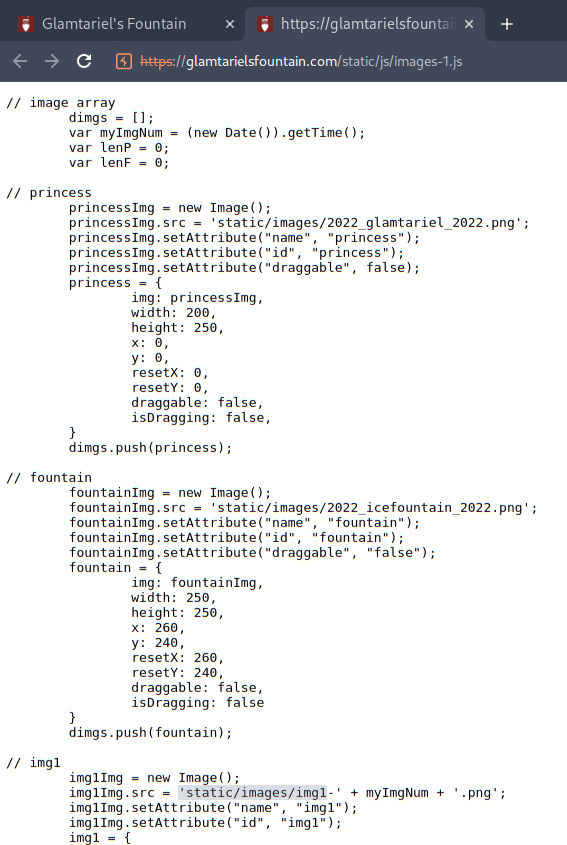 Glamtariel's Fountain × https://glamtarielsfountai × +
https://glamtarielsfountain.com/static/js/images-1.js
// image array
dimgs = [];
var myImgNum = (new Date()).getTime();
var lenP = 0;
var lenF = 0;
// princess
princessImg = new Image();
princessImg.src = 'static/images/2022_glamtariel_2022.png';
princessImg.setAttribute("name", "princess");
princessImg.setAttribute("id", "princess");
princessImg.setAttribute("draggable", false);
princess = {
img: princessImg,
width: 200,
height: 250,
x: 0,
y: 0,
resetX: 0,
resetY: 0,
draggable: false,
isDragging: false,
}
dimgs.push(princess);
// fountain
fountainImg = new Image();
fountainImg.src = 'static/images/2022_icefountain_2022.png';
fountainImg.setAttribute("name", "fountain");
fountainImg.setAttribute("id", "fountain");
fountainImg.setAttribute("draggable", "false");
fountain = {
img: fountainImg,
width: 250,
height: 250,
x: 260,
y: 240,
resetX: 260,
resetY: 240,
draggable: false,
isDragging: false
}
dimgs.push(fountain);
// img1
img1Img = new Image();
img1Img.src = 'static/images/img1-' + myImgNum + '.png';
img1Img.setAttribute("name", "img1");
img1Img.setAttribute("id", "img1");
img1 = {